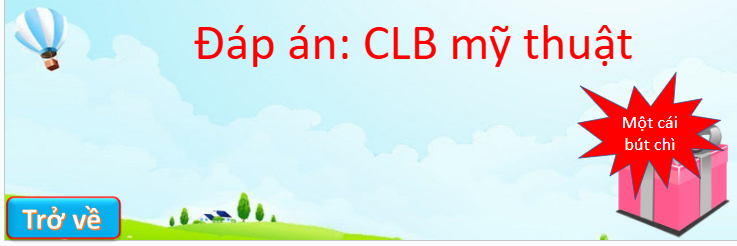 Đáp án: CLB mỹ thuật
Một cái
bút chì
Trở về